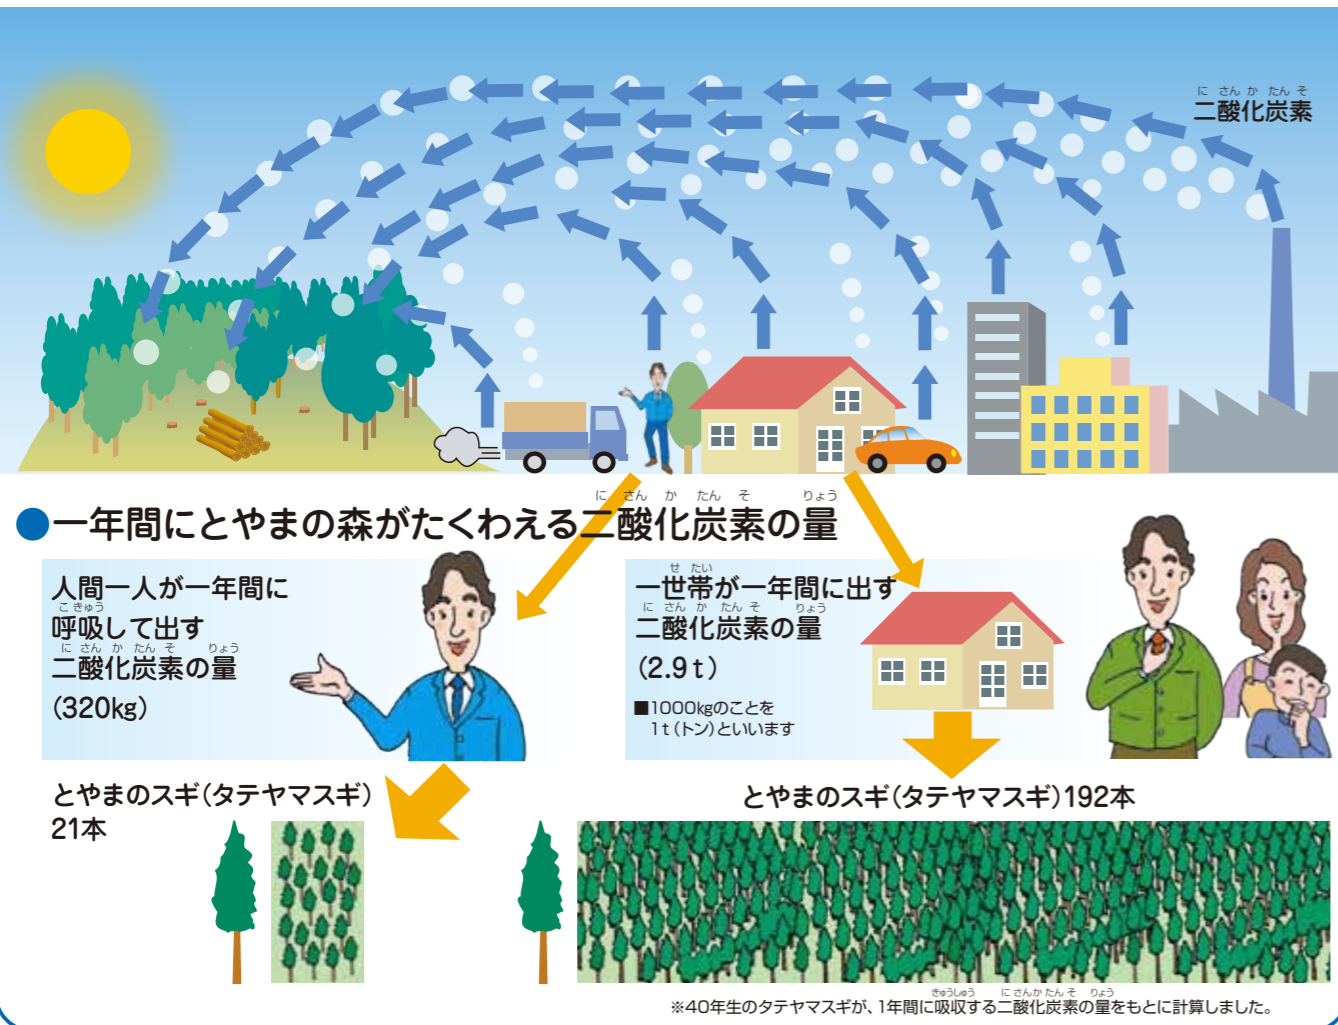 にさんかたんそ
二酸化炭素
にさんかたんそ りょう
●一年間にとやまの森がたくわえる二酸化炭素の量
人間一人が一年間に
こきゅう
呼吸して出す
にさんかたんそ りょう
二酸化炭素の量
(320kg)
せたい
一世帯が一年間に出す
にさんかたんそ りょう
二酸化炭素の量
(2.9t)
■1000kgのことを
1t(トン)といいます
とやまのスギ(タテヤマスギ)
21本
とやまのスギ(タテヤマスギ)192本
きゅうしゅう にさんかたんそ りょう
※40年生のタテヤマスギが、1年間に吸収する二酸化炭素の量をもとに計算しました。